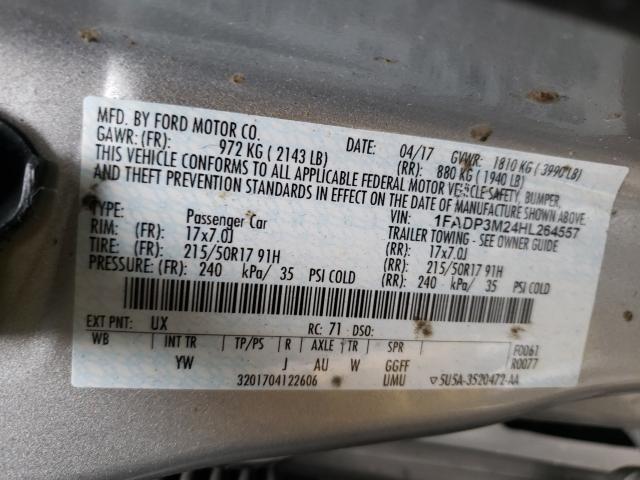 MFD. BY FORD MOTOR CO. DATE: 04/17 GVWR: 1810 KG ( 3990 LB)
GAWR: (FR): 972 KG ( 2143 LB) (RR): 880 KG ( 1940 LB)
THIS VEHICLE CONFORMS TO ALL APPLICABLE FEDERAL MOTOR VEHICLE SAFETY, BUMPER,
AND THEFT PREVENTION STANDARDS IN EFFECT ON THE DATE OF MANUFACTURE SHOWN ABOVE.
TYPE: Passenger Car VIN: 1FADP3M24HL264557
TRAILER TOWING - SEE OWNER GUIDE
RIM: (FR): 17x7.0J (RR): 17x7.0J
TIRE: (FR): 215/50R17 91H (RR): 215/50R17 91H
PRESSURE: (FR): 240 kPa/ 35 PSI COLD (RR): 240 kPa/ 35 PSI COLD
EXT PNT: UX RC: 71 DSO:
WB INT TR TP/PS R AXLE TR SPR F0061
YW J AU W GGFF R0077
3201704122606 UMU 5U5A-3520472-AA